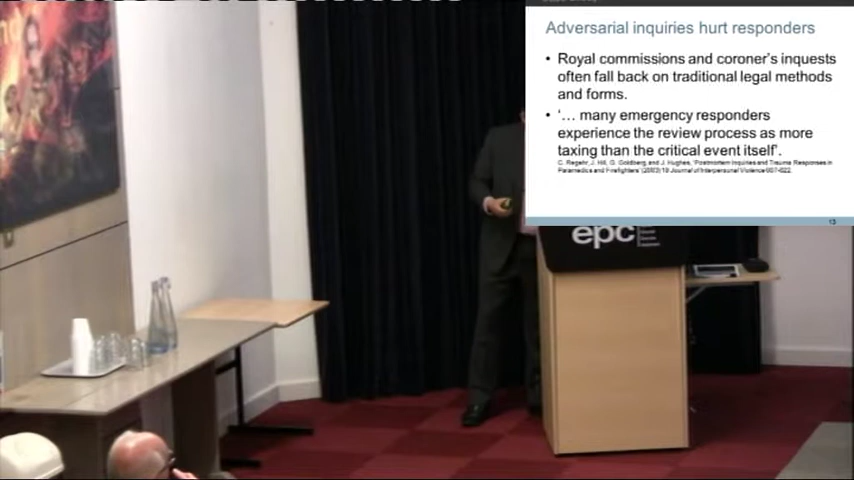 Adversarial inquiries hurt responders
• Royal commissions and coroner's inquests
often fall back on traditional legal methods
and forms.
• '… many emergency responders
experience the review process as more
taxing than the critical event itself'.
C. Regehr, J. Hill, G. Goldberg, and J. Hughes, 'Postmortem Inquiries and Trauma Responses in
Paramedics and Firefighters' (2003) 18 Journal of Interpersonal Violence 607-622.
13
epc